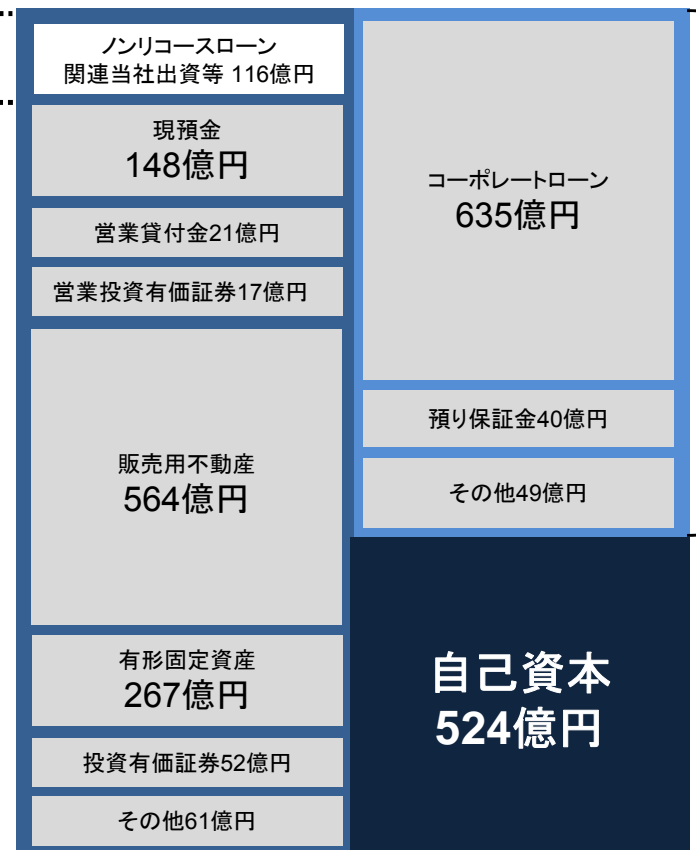 ノンリコースローン
関連当社出資等 116億円
現預金
148億円
営業貸付金21億円
営業投資有価証券17億円
販売用不動産
564億円
有形固定資産
267億円
投資有価証券52億円
その他61億円
コーポレートローン
635億円
預り保証金40億円
その他49億円
自己資本
524億円